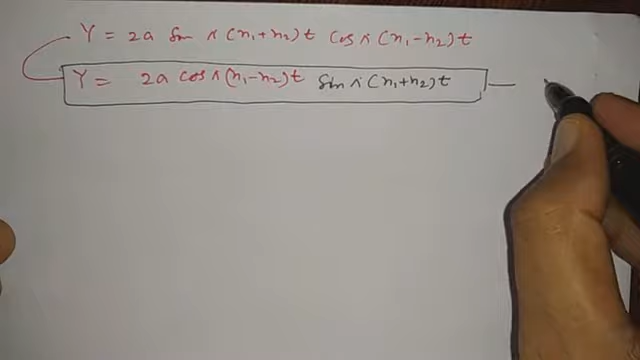 Y = 2a Sin π (n₁+n₂) t Cos π (n₁-n₂) t
Y = 2a cos π (n₁-n₂) t Sin π (n₁+n₂) t —